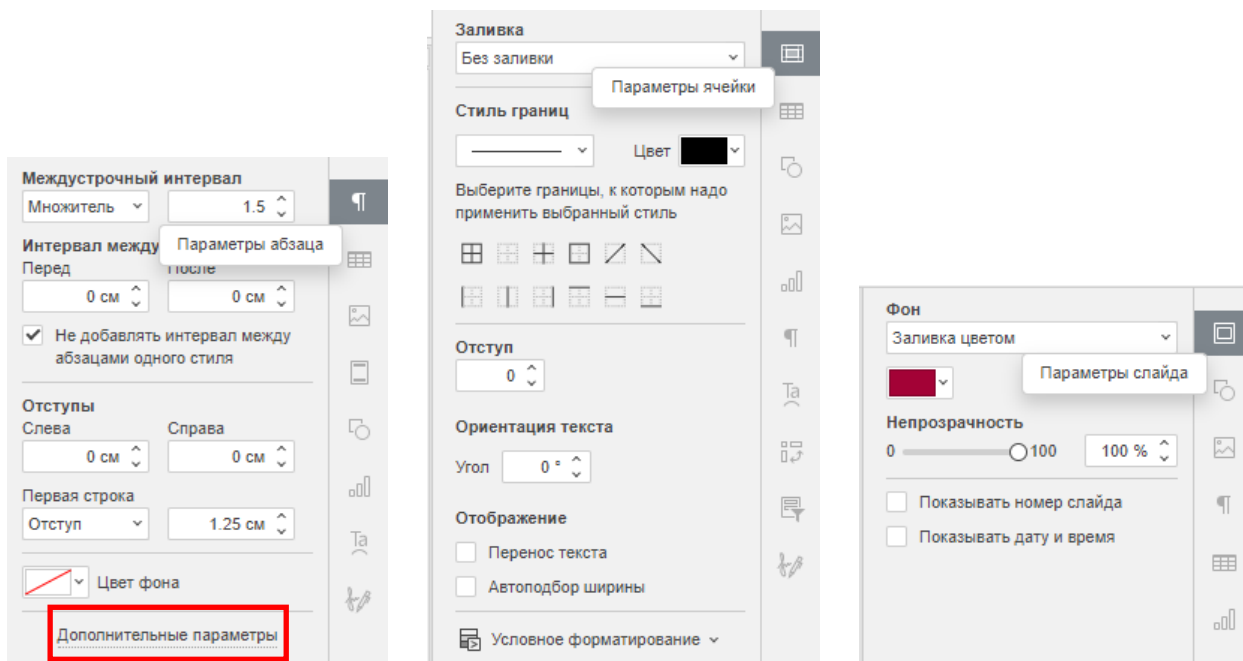 Междустрочный интервал
Множитель 1.5
Параметры абзаца
Интервал между
Перед После
0 см 0 см
Не добавлять интервал между
абзацами одного стиля
Отступы
Слева Справа
0 см 0 см
Первая строка
Отступ 1.25 см
Цвет фона
Дополнительные параметры
Заливка
Без заливки
Параметры ячейки
Стиль границ
Цвет
Выберите границы, к которым надо
применить выбранный стиль
Отступ
0
Ориентация текста
Угол 0 °
Отображение
Перенос текста
Автоподбор ширины
Условное форматирование
Фон
Заливка цветом
Параметры слайда
Непрозрачность
0 100 100 %
Показывать номер слайда
Показывать дату и время